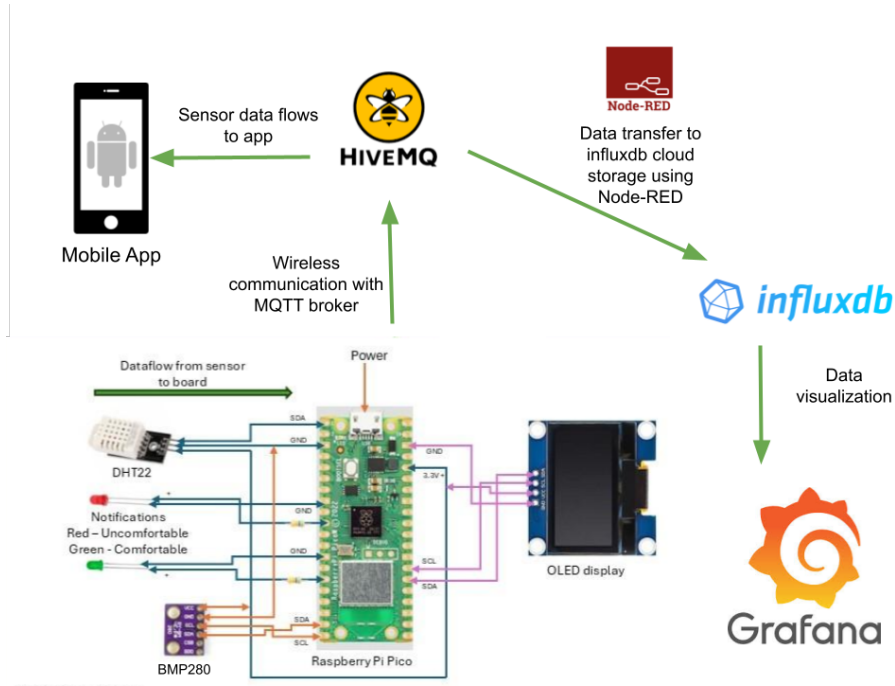 Sensor data flows
to app
HIVEMQ
Node-RED
Data transfer to
influxdb cloud
storage using
Node-RED
Mobile App
Wireless
communication with
MQTT broker
influxdb
Data
visualization
Dataflow from sensor
to board
Power
SDA
GND
DHT22
GND
3.3V
Notifications
Red – Uncomfortable
Green - Comfortable
GND
GND
SCL
SDA
OLED display
SDA
SCL
BMP280
Raspberry Pi Pico
Grafana